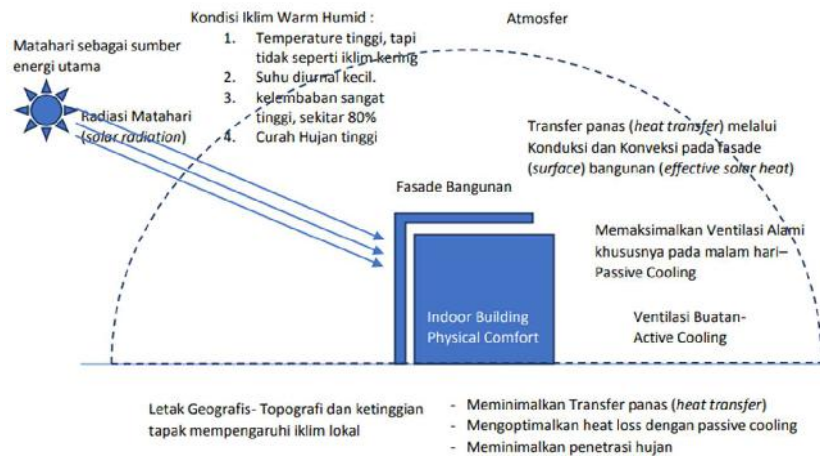 Kondisi Iklim Warm Humid :
1. Temperature tinggi, tapi
tidak seperti iklim kering
2. Suhu diurnal kecil.
3. kelembaban sangat
tinggi, sekitar 80%
4. Curah Hujan tinggi
Atmosfer
Matahari sebagai sumber
energi utama
Radiasi Matahari
(solar radiation)
Transfer panas (heat transfer) melalui
Konduksi dan Konveksi pada fasade
(surface) bangunan (effective solar heat)
Fasade Bangunan
Memaksimalkan Ventilasi Alami
khususnya pada malam hari–
Passive Cooling
Indoor Building
Physical Comfort
Ventilasi Buatan-
Active Cooling
Letak Geografis- Topografi dan ketinggian
tapak mempengaruhi iklim lokal
- Meminimalkan Transfer panas (heat transfer)
- Mengoptimalkan heat loss dengan passive cooling
- Meminimalkan penetrasi hujan